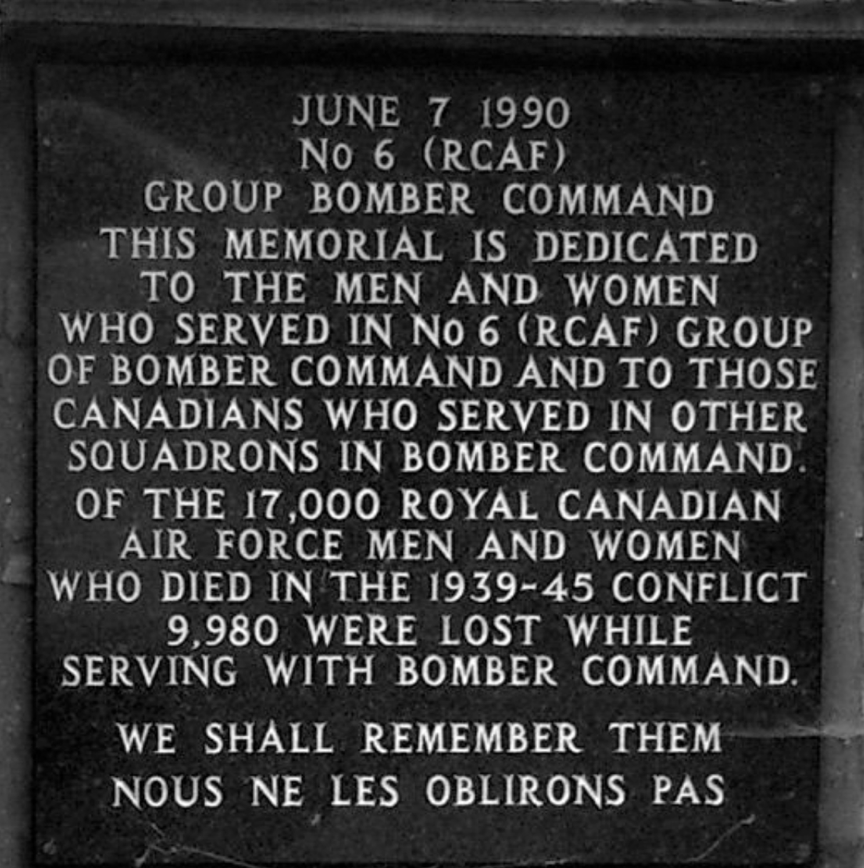 JUNE 7 1990
No 6 (RCAF)
GROUP BOMBER COMMAND
THIS MEMORIAL IS DEDICATED
TO THE MEN AND WOMEN
WHO SERVED IN No 6 (RCAF) GROUP
OF BOMBER COMMAND AND TO THOSE
CANADIANS WHO SERVED IN OTHER
SQUADRONS IN BOMBER COMMAND.
OF THE 17,000 ROYAL CANADIAN
AIR FORCE MEN AND WOMEN
WHO DIED IN THE 1939-45 CONFLICT
9,980 WERE LOST WHILE
SERVING WITH BOMBER COMMAND.
WE SHALL REMEMBER THEM
NOUS NE LES OBLIRONS PAS